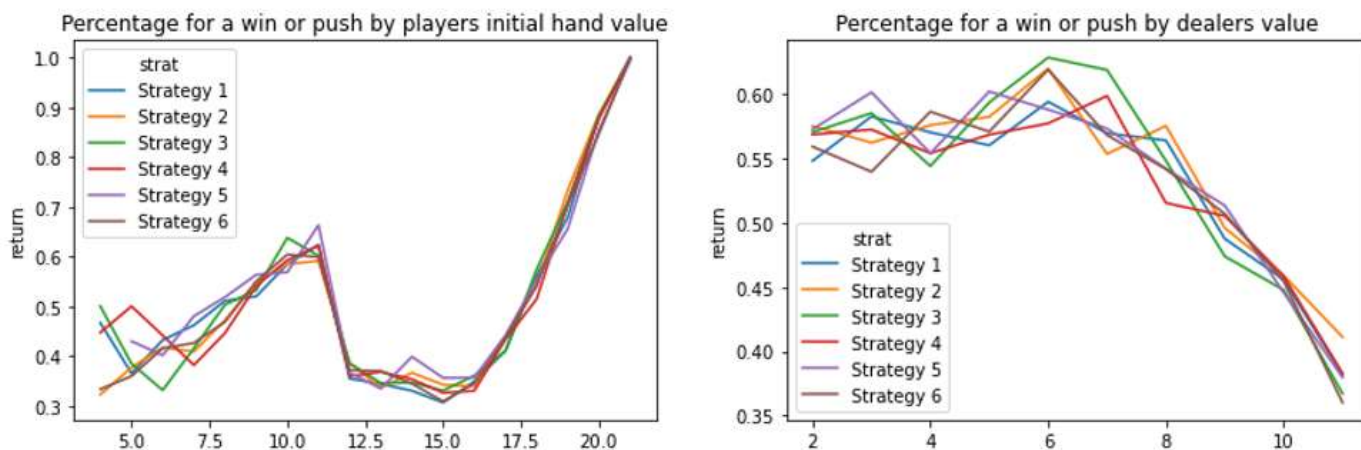 Percentage for a win or push by players initial hand value
1.0
0.9
0.8
0.7
0.6
0.5
0.4
0.3
return
strat
Strategy 1
Strategy 2
Strategy 3
Strategy 4
Strategy 5
Strategy 6
5.0 7.5 10.0 12.5 15.0 17.5 20.0
Percentage for a win or push by dealers value
0.60
0.55
0.50
0.45
0.40
0.35
return
strat
Strategy 1
Strategy 2
Strategy 3
Strategy 4
Strategy 5
Strategy 6
2 4 6 8 10